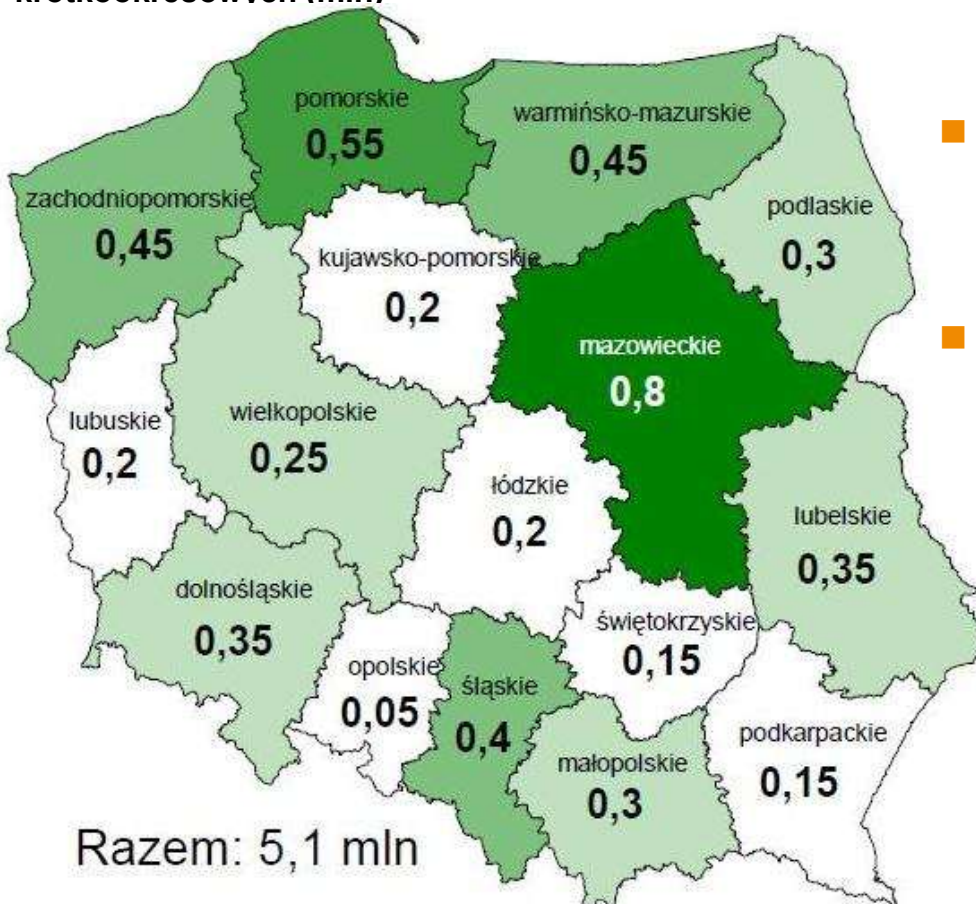 krótkookresowych (mln)
pomorskie
0,55
warmińsko-mazurskie
0,45
zachodniopomorskie
0,45
podlaskie
0,3
kujawsko-pomorskie
0,2
mazowieckie
0,8
lubuskie
0,2
wielkopolskie
0,25
łódzkie
0,2
lubelskie
0,35
dolnośląskie
0,35
świętokrzyskie
0,15
opolskie
0,05
śląskie
0,4
podkarpackie
0,15
małopolskie
0,3
Razem: 5,1 mln